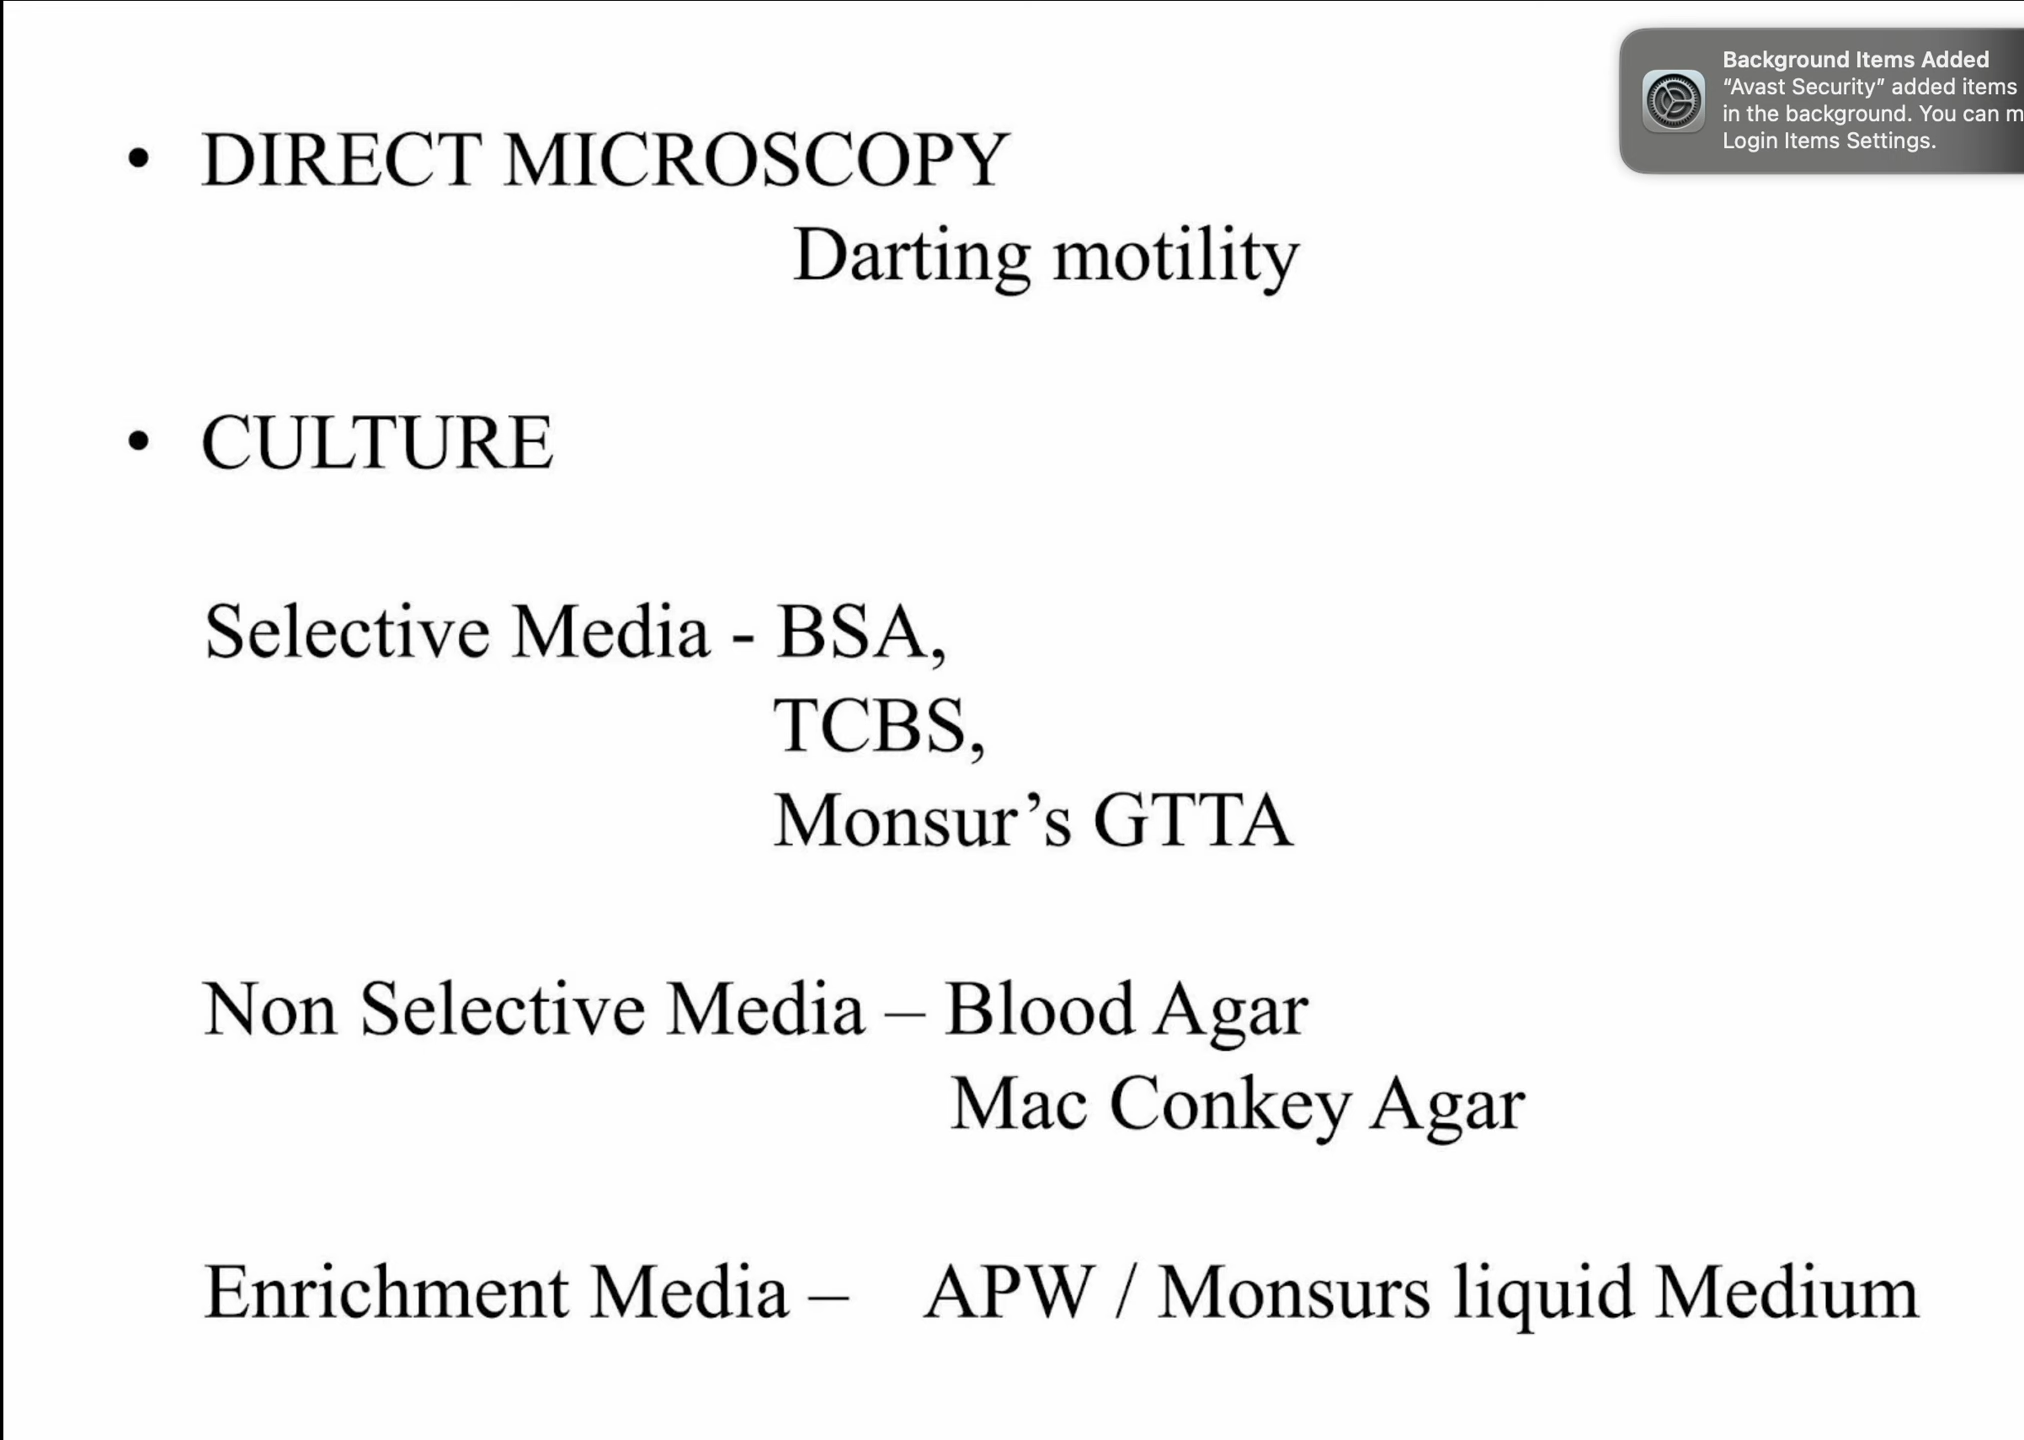 • DIRECT MICROSCOPY
Darting motility
• CULTURE
Selective Media - BSA,
TCBS,
Monsur’s GTTA
Non Selective Media – Blood Agar
Mac Conkey Agar
Enrichment Media – APW / Monsurs liquid Medium
Background Items Added
“Avast Security” added items
in the background. You can m
Login Items Settings.